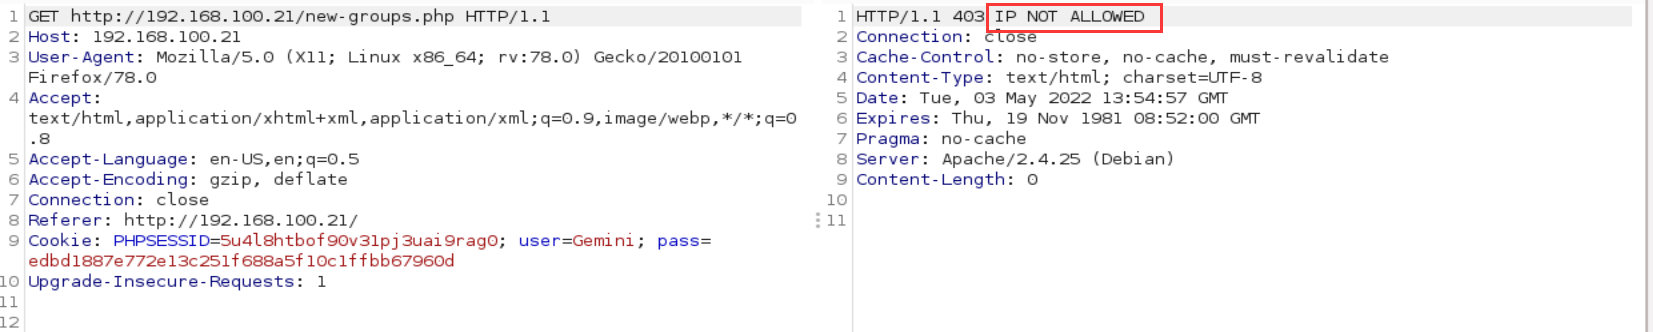 1 GET http://192.168.100.21/new-groups.php HTTP/1.1
2 Host: 192.168.100.21
3 User-Agent: Mozilla/5.0 (X11; Linux x86_64; rv:78.0) Gecko/20100101
Firefox/78.0
4 Accept:
text/html,application/xhtml+xml,application/xml;q=0.9,image/webp,*/*;q=0
.8
5 Accept-Language: en-US,en;q=0.5
6 Accept-Encoding: gzip, deflate
7 Connection: close
8 Referer: http://192.168.100.21/
9 Cookie: PHPSESSID=5u4l8htbof90v31pj3uai9rag0; user=Gemini; pass=
edbd1887e772e13c251f688a5f10c1ffbb67960d
10 Upgrade-Insecure-Requests: 1
11
12
1 HTTP/1.1 403 IP NOT ALLOWED
2 Connection: close
3 Cache-Control: no-store, no-cache, must-revalidate
4 Content-Type: text/html; charset=UTF-8
5 Date: Tue, 03 May 2022 13:54:57 GMT
6 Expires: Thu, 19 Nov 1981 08:52:00 GMT
7 Pragma: no-cache
8 Server: Apache/2.4.25 (Debian)
9 Content-Length: 0
10
11